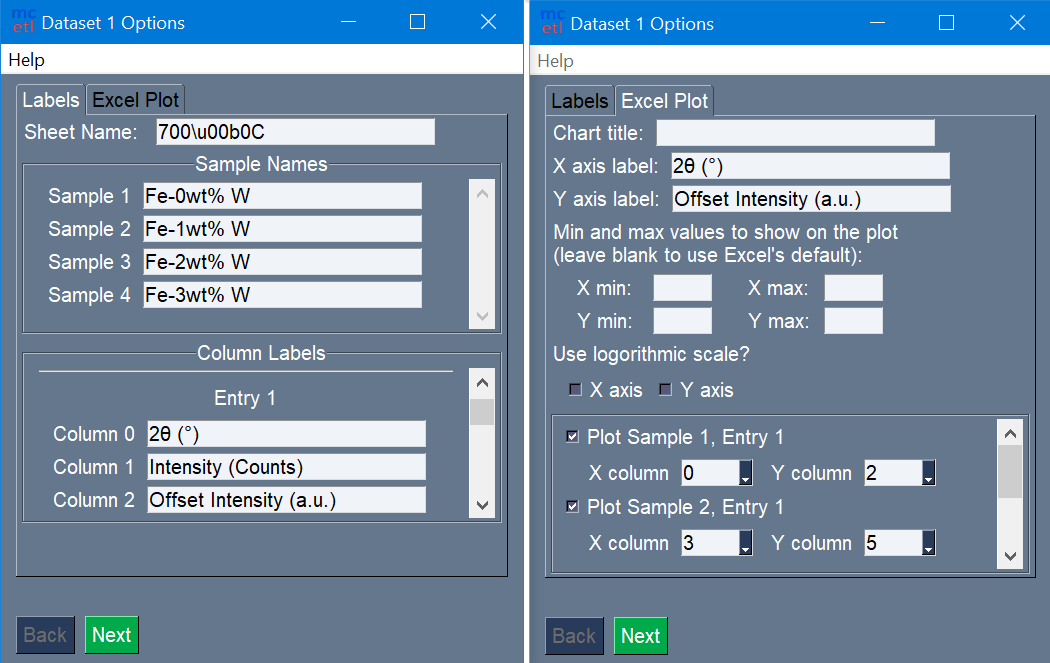 mc
etl Dataset 1 Options
Help
Labels Excel Plot
Sheet Name: 700\u00b0C
Sample Names
Sample 1 Fe-0wt% W
Sample 2 Fe-1wt% W
Sample 3 Fe-2wt% W
Sample 4 Fe-3wt% W
Column Labels
Entry 1
Column 0 2θ (°)
Column 1 Intensity (Counts)
Column 2 Offset Intensity (a.u.)
Back Next
mc
etl Dataset 1 Options
Help
Labels Excel Plot
Chart title:
X axis label: 2θ (°)
Y axis label: Offset Intensity (a.u.)
Min and max values to show on the plot
(leave blank to use Excel's default):
X min: X max:
Y min: Y max:
Use logorithmic scale?
X axis Y axis
Plot Sample 1, Entry 1
X column 0 Y column 2
Plot Sample 2, Entry 1
X column 3 Y column 5
Back Next